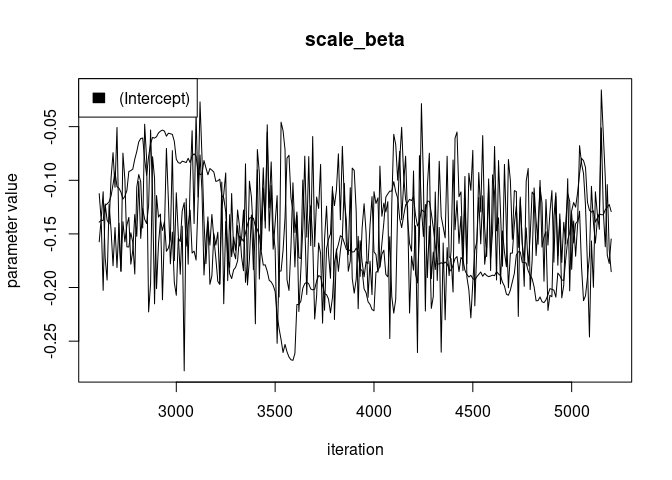 scale_beta
(Intercept)
parameter value
-0.05
-0.10
-0.15
-0.20
-0.25
3000 3500 4000 4500 5000
iteration